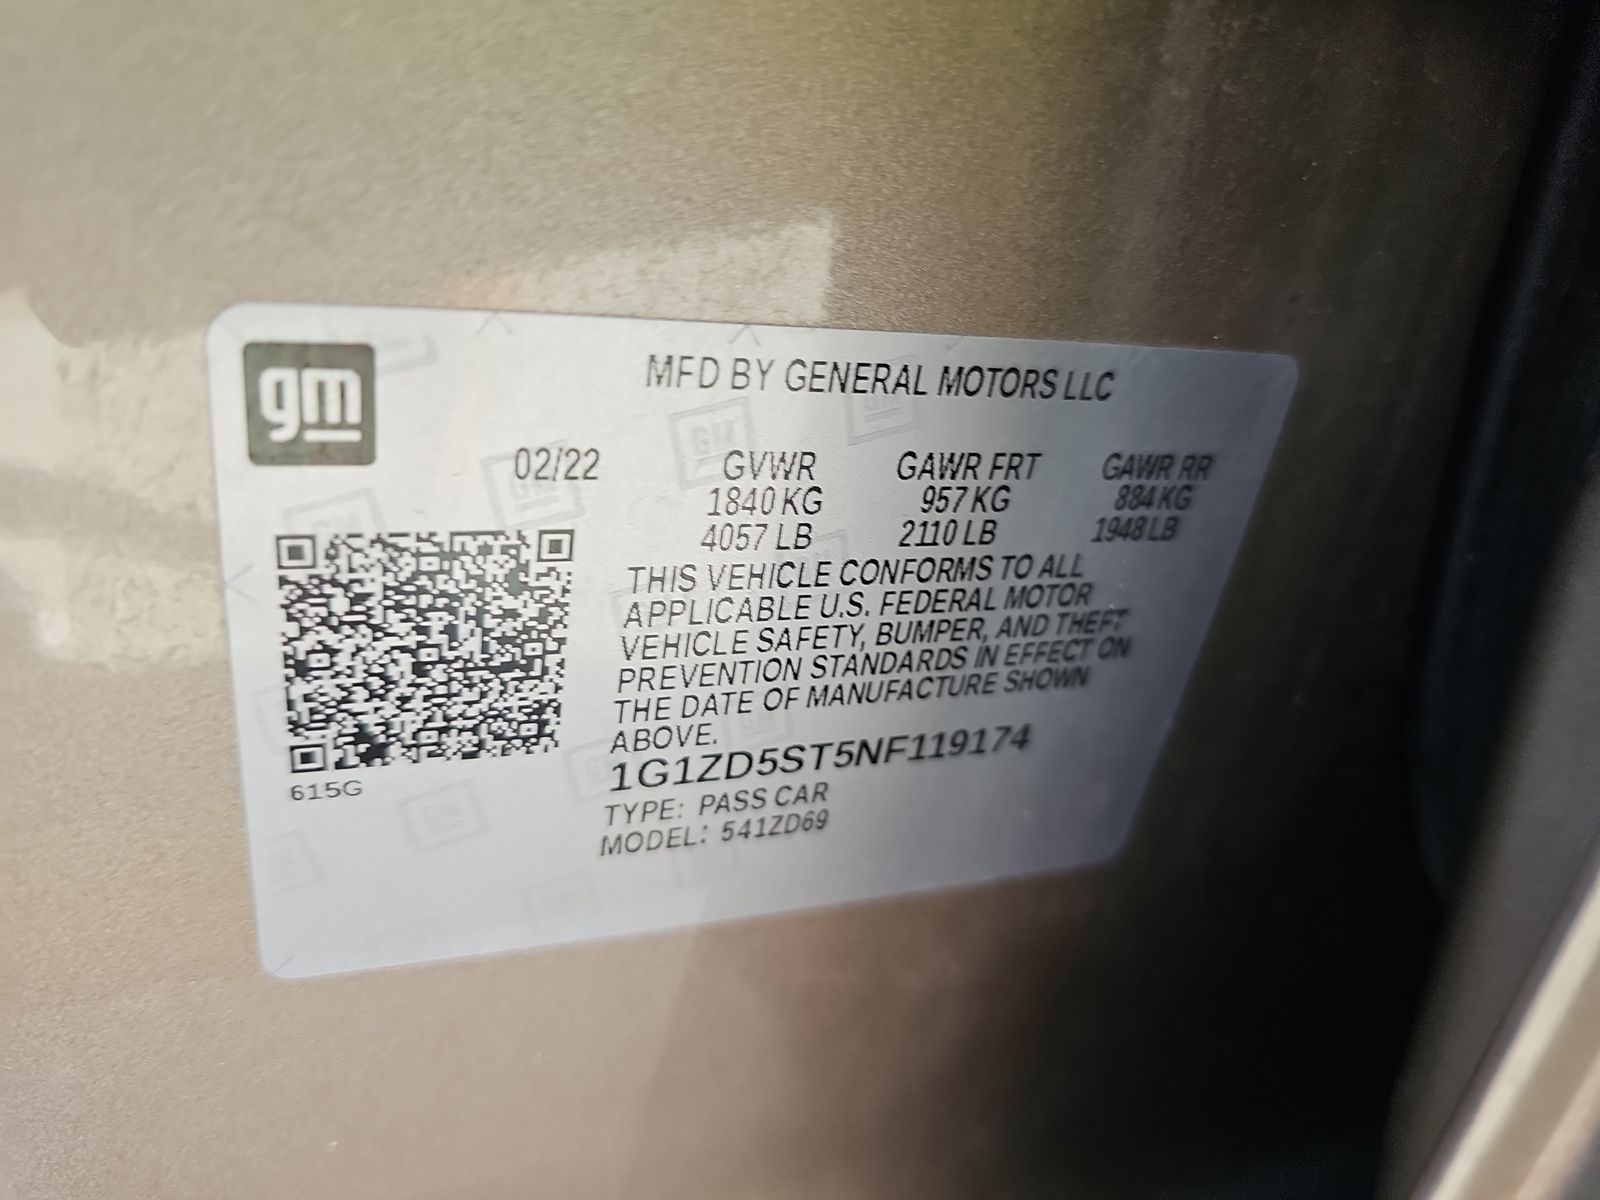 gm
MFD BY GENERAL MOTORS LLC
02/22 GVWR GAWR FRT GAWR RR
1840 KG 957 KG 884 KG
4057 LB 2110 LB 1948 LB
THIS VEHICLE CONFORMS TO ALL
APPLICABLE U.S. FEDERAL MOTOR
VEHICLE SAFETY, BUMPER, AND THEFT
PREVENTION STANDARDS IN EFFECT ON
THE DATE OF MANUFACTURE SHOWN
ABOVE.
1G1ZD5ST5NF119174
615G
TYPE: PASS CAR
MODEL: 541ZD69